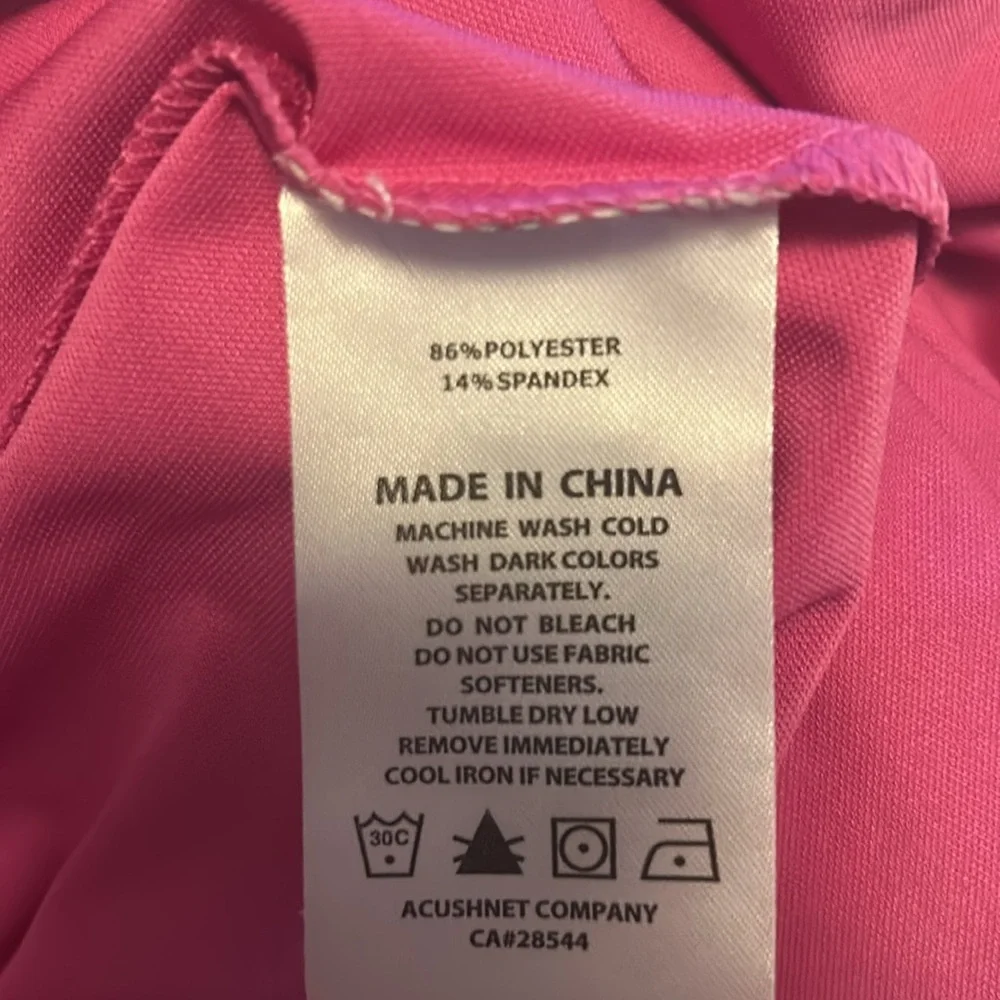 86%POLYESTER
14%SPANDEX
MADE IN CHINA
MACHINE WASH COLD
WASH DARK COLORS
SEPARATELY.
DO NOT BLEACH
DO NOT USE FABRIC
SOFTENERS.
TUMBLE DRY LOW
REMOVE IMMEDIATELY
COOL IRON IF NECESSARY
30C
ACUSHNET COMPANY
CA#28544